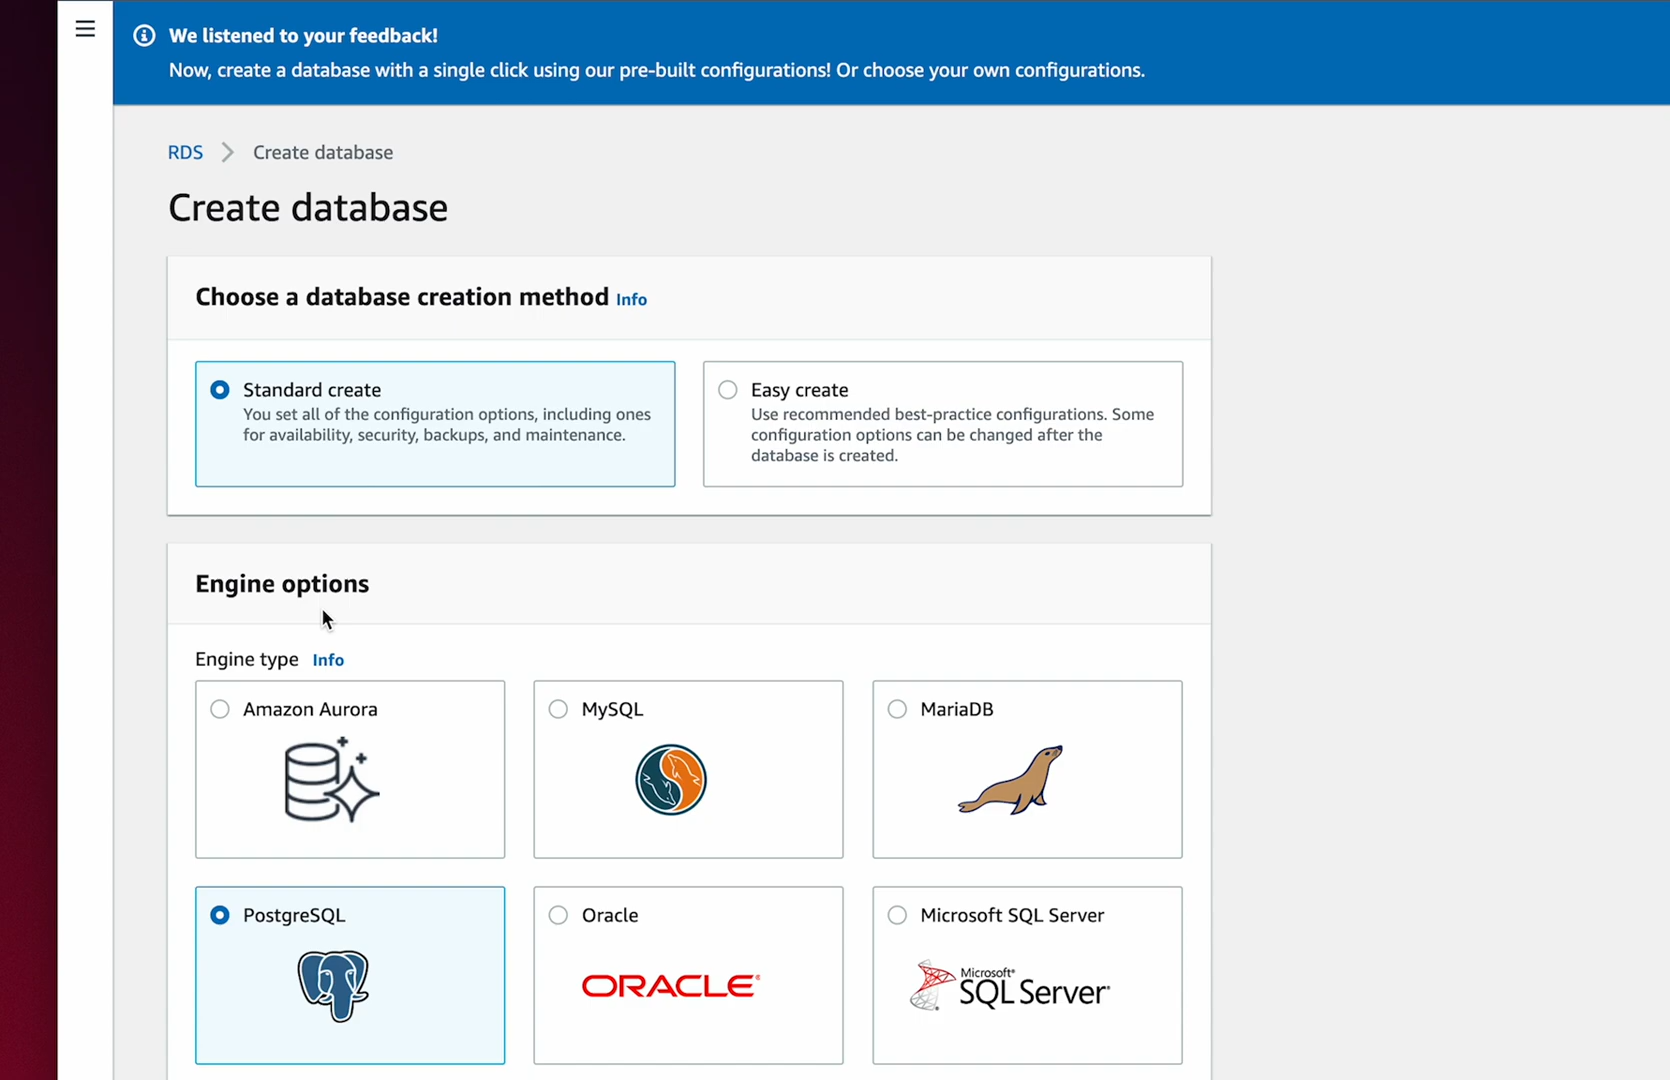 We listened to your feedback!
Now, create a database with a single click using our pre-built configurations! Or choose your own configurations.
RDS > Create database
Create database
Choose a database creation method Info
Standard create
You set all of the configuration options, including ones
for availability, security, backups, and maintenance.
Easy create
Use recommended best-practice configurations. Some
configuration options can be changed after the
database is created.
Engine options
Engine type Info
Amazon Aurora
MySQL
MariaDB
PostgreSQL
Oracle
ORACLE®
Microsoft SQL Server
Microsoft®
SQL Server®